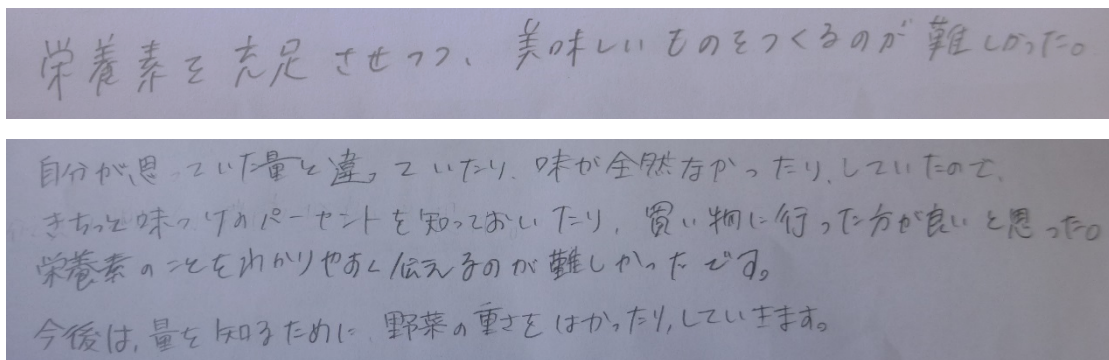 栄養素を充足させつつ、美味しいものをつくるのが難しかった。
自分が思っていた量と違っていたり、味が全然なかったり、していたので、
きちっと味つけのパーセントを知っておいたり、買い物に行った方が良いと思った。
栄養素のことをわかりやすく伝えるのが難しかったです。
今後は、量を知るために、野菜の重さをはかったり、していきます。